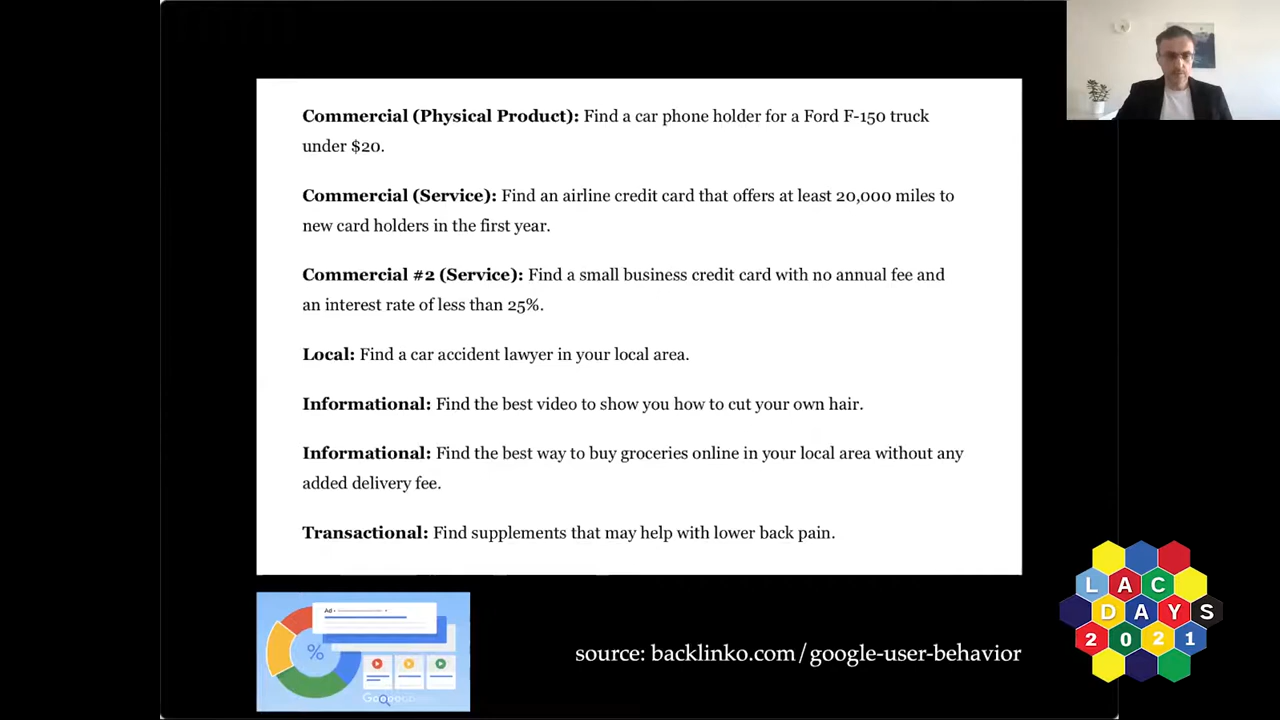 Commercial (Physical Product): Find a car phone holder for a Ford F-150 truck
under $20.
Commercial (Service): Find an airline credit card that offers at least 20,000 miles to
new card holders in the first year.
Commercial #2 (Service): Find a small business credit card with no annual fee and
an interest rate of less than 25%.
Local: Find a car accident lawyer in your local area.
Informational: Find the best video to show you how to cut your own hair.
Informational: Find the best way to buy groceries online in your local area without any
added delivery fee.
Transactional: Find supplements that may help with lower back pain.
Ad
%
source: backlinko.com/google-user-behavior
LAC
DAYS
2021